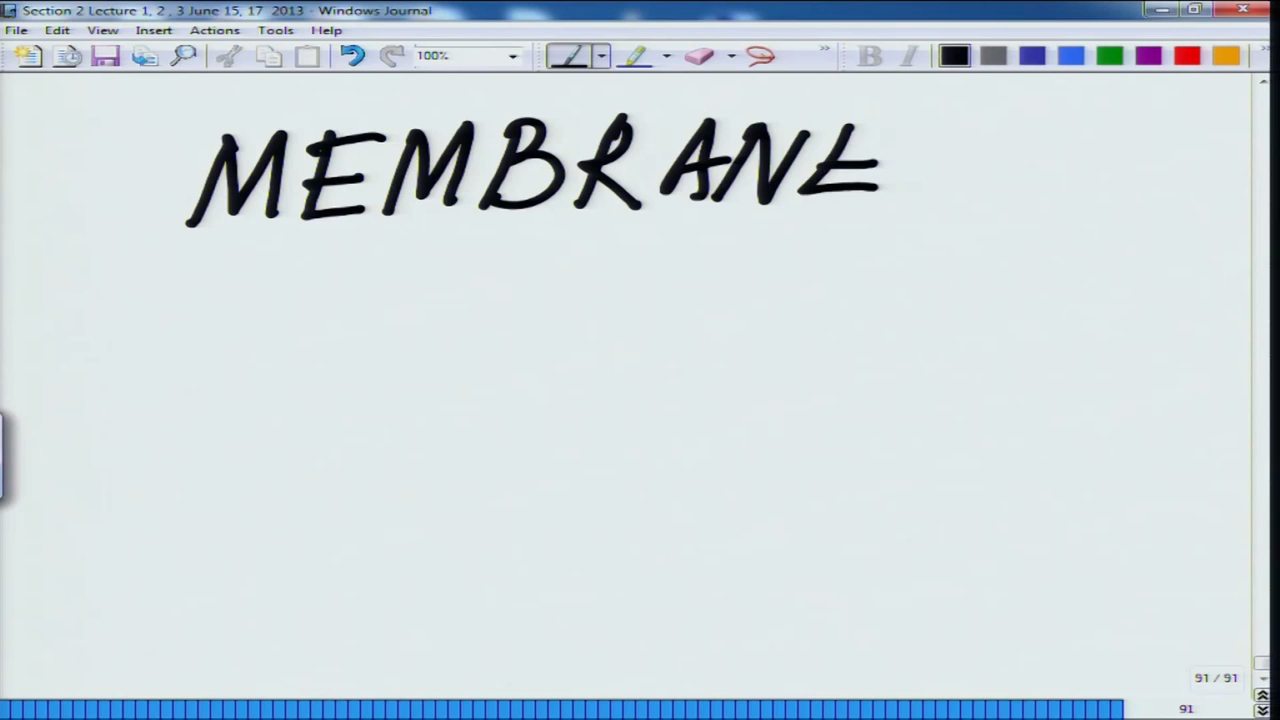 Section 2 Lecture 1, 2 , 3 June 15, 17 2013 - Windows Journal
File Edit View Insert Actions Tools Help
100%
B I
MEMBRANE
91 / 91
91